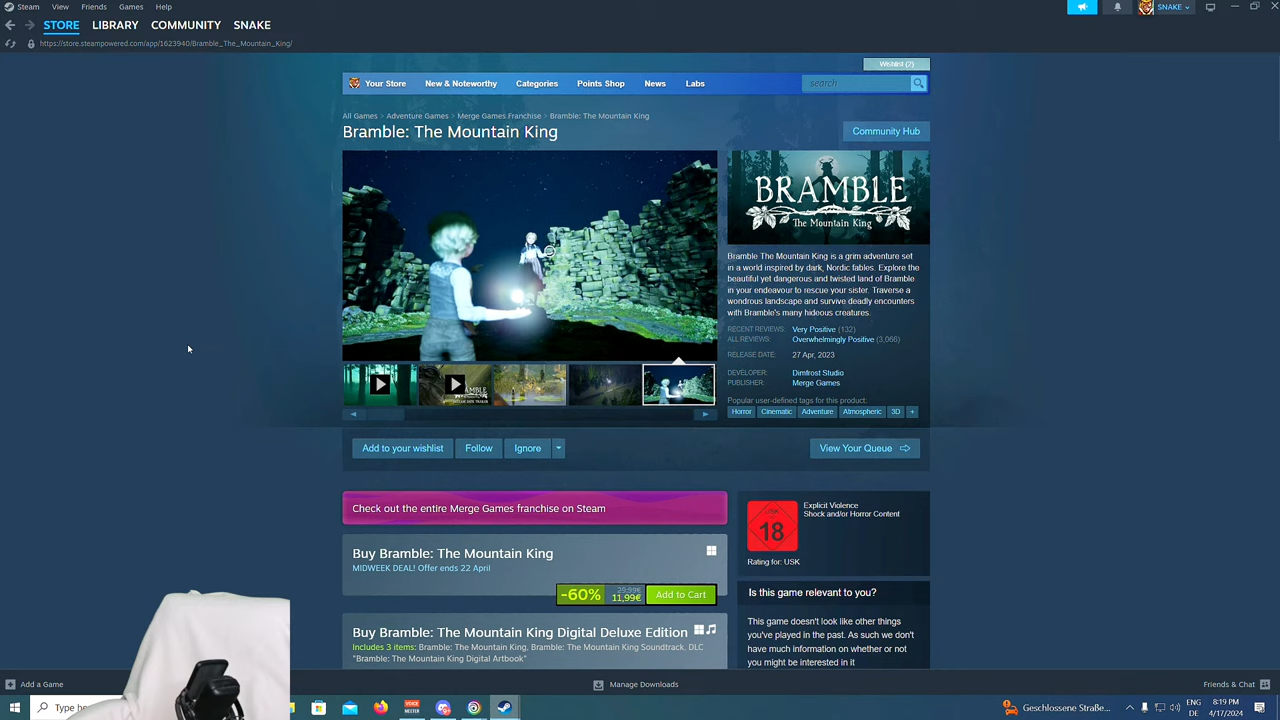 Steam View Friends Games Help
SNAKE
STORE LIBRARY COMMUNITY SNAKE
https://store.steampowered.com/app/1623940/Bramble_The_Mountain_King/
Wishlist (2)
Your Store New & Noteworthy Categories Points Shop News Labs
search
All Games > Adventure Games > Merge Games Franchise > Bramble: The Mountain King
Bramble: The Mountain King
Community Hub
BRAMBLE
The Mountain King
Bramble The Mountain King is a grim adventure set
in a world inspired by dark, Nordic fables. Explore the
beautiful yet dangerous and twisted land of Bramble
in your endeavour to rescue your sister. Traverse a
wondrous landscape and survive deadly encounters
with Bramble's many hideous creatures.
RECENT REVIEWS: Very Positive (132)
ALL REVIEWS: Overwhelmingly Positive (3,066)
RELEASE DATE: 27 Apr, 2023
DEVELOPER: Dimfrost Studio
PUBLISHER: Merge Games
Popular user-defined tags for this product:
Horror Cinematic Adventure Atmospheric 3D +
Add to your wishlist Follow Ignore
View Your Queue
Check out the entire Merge Games franchise on Steam
Buy Bramble: The Mountain King
MIDWEEK DEAL! Offer ends 22 April
-60% 29,99€ 11,99€ Add to Cart
Buy Bramble: The Mountain King Digital Deluxe Edition
Includes 3 items: Bramble: The Mountain King, Bramble: The Mountain King Soundtrack, DLC
"Bramble: The Mountain King Digital Artbook"
USK
18
Explicit Violence
Shock and/or Horror Content
Rating for: USK
Is this game relevant to you?
This game doesn't look like other things
you've played in the past. As such we don't
have much information on whether or not
you might be interested in it
Add a Game
Manage Downloads
Friends & Chat
Type he
VOICE
Geschlossene Straße...
ENG
DE
8:19 PM
4/17/2024